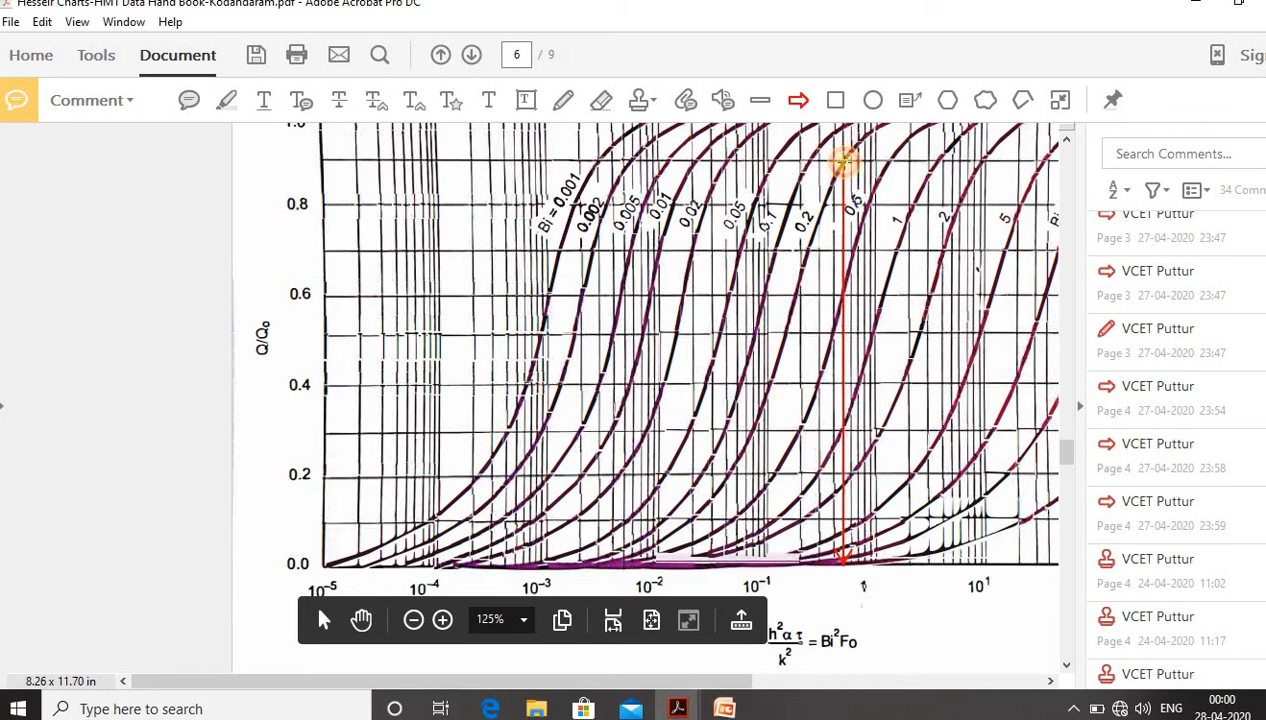 Hesselr Charts-HMT Data Hand Book-Kodandaram.pdf - Adobe Acrobat Pro DC
File Edit View Window Help
Home Tools Document 6 / 9
Comment
Search Comments...
34 Comm
VCET Puttur
Page 3 27-04-2020 23:47
VCET Puttur
Page 3 27-04-2020 23:47
VCET Puttur
Page 3 27-04-2020 23:47
VCET Puttur
Page 4 27-04-2020 23:54
VCET Puttur
Page 4 27-04-2020 23:58
VCET Puttur
Page 4 27-04-2020 23:59
VCET Puttur
Page 4 24-04-2020 11:02
VCET Puttur
Page 4 24-04-2020 11:17
VCET Puttur
1.0
0.8
0.6
0.4
0.2
0.0
Q/Q₀
Bi = 0.001 0.002 0.005 0.01 0.02 0.05 0.1 0.2 0.5 1 2 5
10⁻⁵ 10⁻⁴ 10⁻³ 10⁻² 10⁻¹ 1 10¹
125%
h²ατ
k²
= Bi²Fo
8.26 x 11.70 in
Type here to search
ENG
00:00
28-04-2020